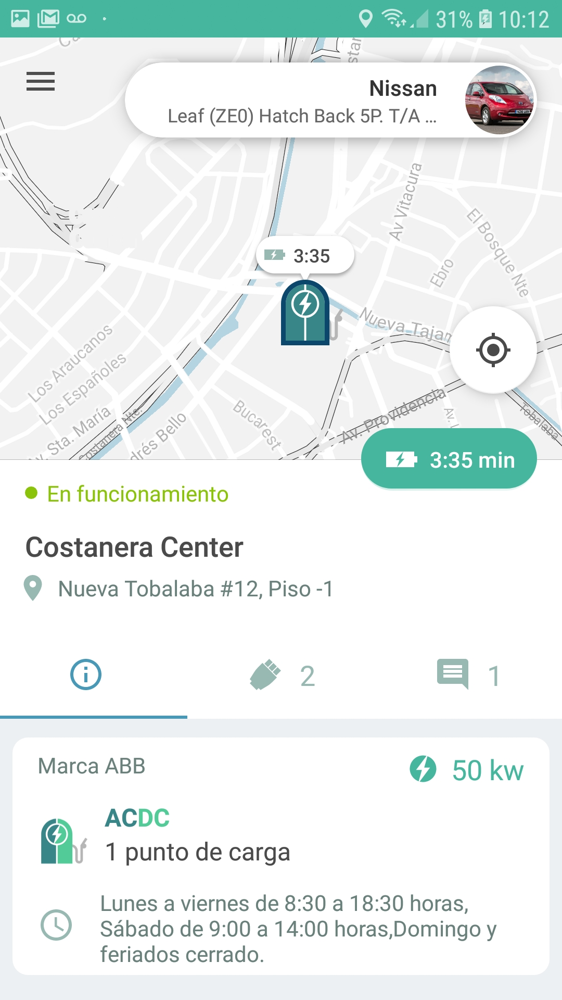 31% 10:12
Nissan
Leaf (ZE0) Hatch Back 5P. T/A ...
Av Vitacura
El Bosque Nte
Ebro
3:35
Nueva Tajam
Los Araucanos
Los Españoles
Sta. María
Costanera Nte.
drés Bello
Bucarest
Av. Providencia
Av. L
Tobalaba
3:35 min
En funcionamiento
Costanera Center
Nueva Tobalaba #12, Piso -1
2
1
Marca ABB
50 kw
ACDC
1 punto de carga
Lunes a viernes de 8:30 a 18:30 horas,
Sábado de 9:00 a 14:00 horas,Domingo y
feriados cerrado.